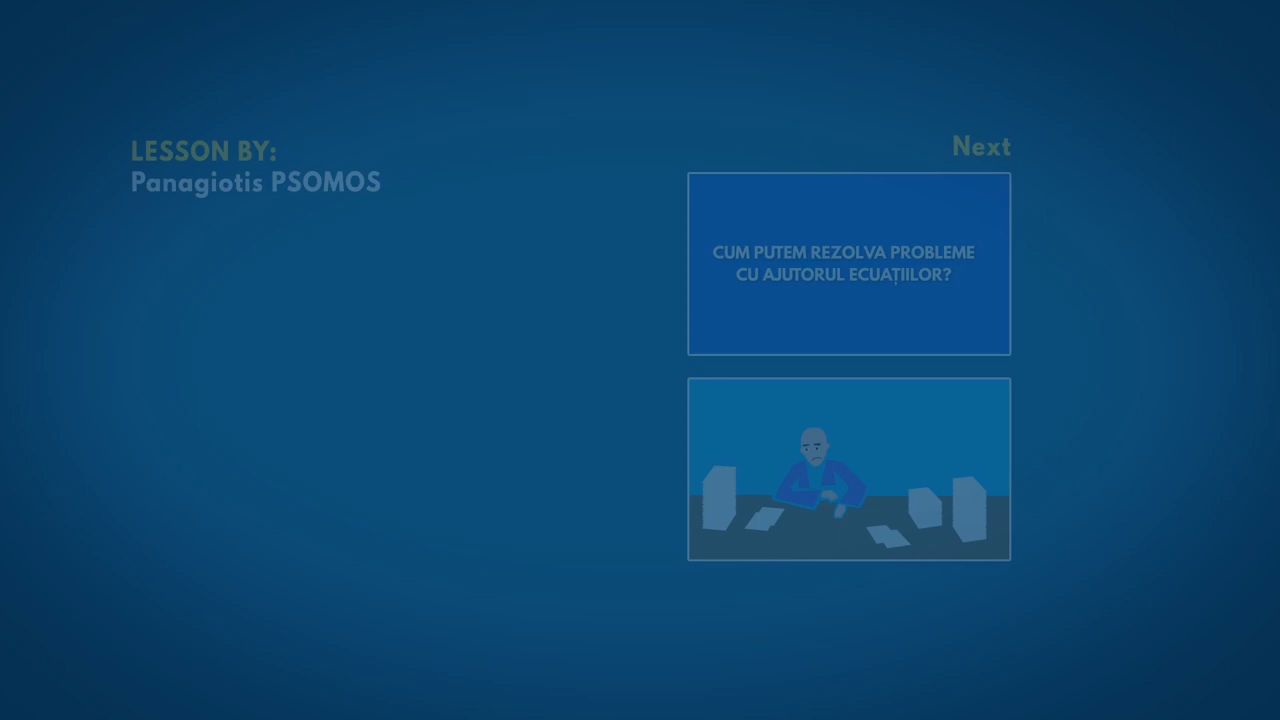 LESSON BY:
Panagiotis PSOMOS
Next
CUM PUTEM REZOLVA PROBLEME
CU AJUTORUL ECUAȚIILOR?